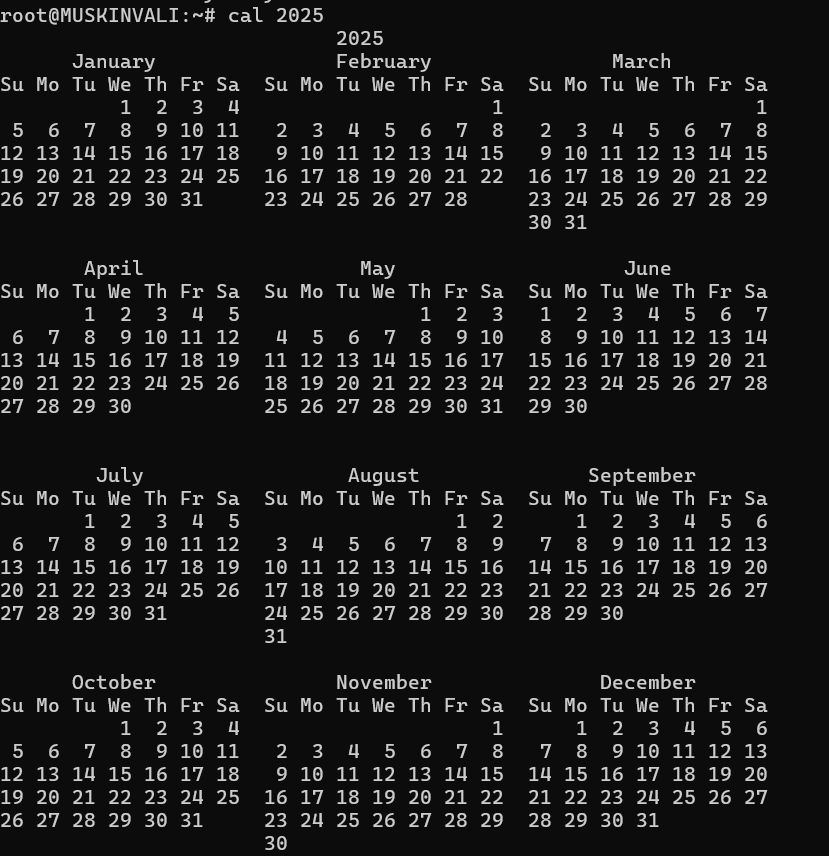 root@MUSKINVALI:~# cal 2025
                            2025
      January               February               March
Su Mo Tu We Th Fr Sa  Su Mo Tu We Th Fr Sa  Su Mo Tu We Th Fr Sa
          1  2  3  4                     1                     1
 5  6  7  8  9 10 11   2  3  4  5  6  7  8   2  3  4  5  6  7  8
12 13 14 15 16 17 18   9 10 11 12 13 14 15   9 10 11 12 13 14 15
19 20 21 22 23 24 25  16 17 18 19 20 21 22  16 17 18 19 20 21 22
26 27 28 29 30 31     23 24 25 26 27 28     23 24 25 26 27 28 29
                                            30 31

       April                  May                   June
Su Mo Tu We Th Fr Sa  Su Mo Tu We Th Fr Sa  Su Mo Tu We Th Fr Sa
       1  2  3  4  5               1  2  3   1  2  3  4  5  6  7
 6  7  8  9 10 11 12   4  5  6  7  8  9 10   8  9 10 11 12 13 14
13 14 15 16 17 18 19  11 12 13 14 15 16 17  15 16 17 18 19 20 21
20 21 22 23 24 25 26  18 19 20 21 22 23 24  22 23 24 25 26 27 28
27 28 29 30           25 26 27 28 29 30 31  29 30

        July                 August              September
Su Mo Tu We Th Fr Sa  Su Mo Tu We Th Fr Sa  Su Mo Tu We Th Fr Sa
       1  2  3  4  5                  1  2      1  2  3  4  5  6
 6  7  8  9 10 11 12   3  4  5  6  7  8  9   7  8  9 10 11 12 13
13 14 15 16 17 18 19  10 11 12 13 14 15 16  14 15 16 17 18 19 20
20 21 22 23 24 25 26  17 18 19 20 21 22 23  21 22 23 24 25 26 27
27 28 29 30 31        24 25 26 27 28 29 30  28 29 30
                      31

      October               November              December
Su Mo Tu We Th Fr Sa  Su Mo Tu We Th Fr Sa  Su Mo Tu We Th Fr Sa
          1  2  3  4                     1      1  2  3  4  5  6
 5  6  7  8  9 10 11   2  3  4  5  6  7  8   7  8  9 10 11 12 13
12 13 14 15 16 17 18   9 10 11 12 13 14 15  14 15 16 17 18 19 20
19 20 21 22 23 24 25  16 17 18 19 20 21 22  21 22 23 24 25 26 27
26 27 28 29 30 31     23 24 25 26 27 28 29  28 29 30 31
                      30